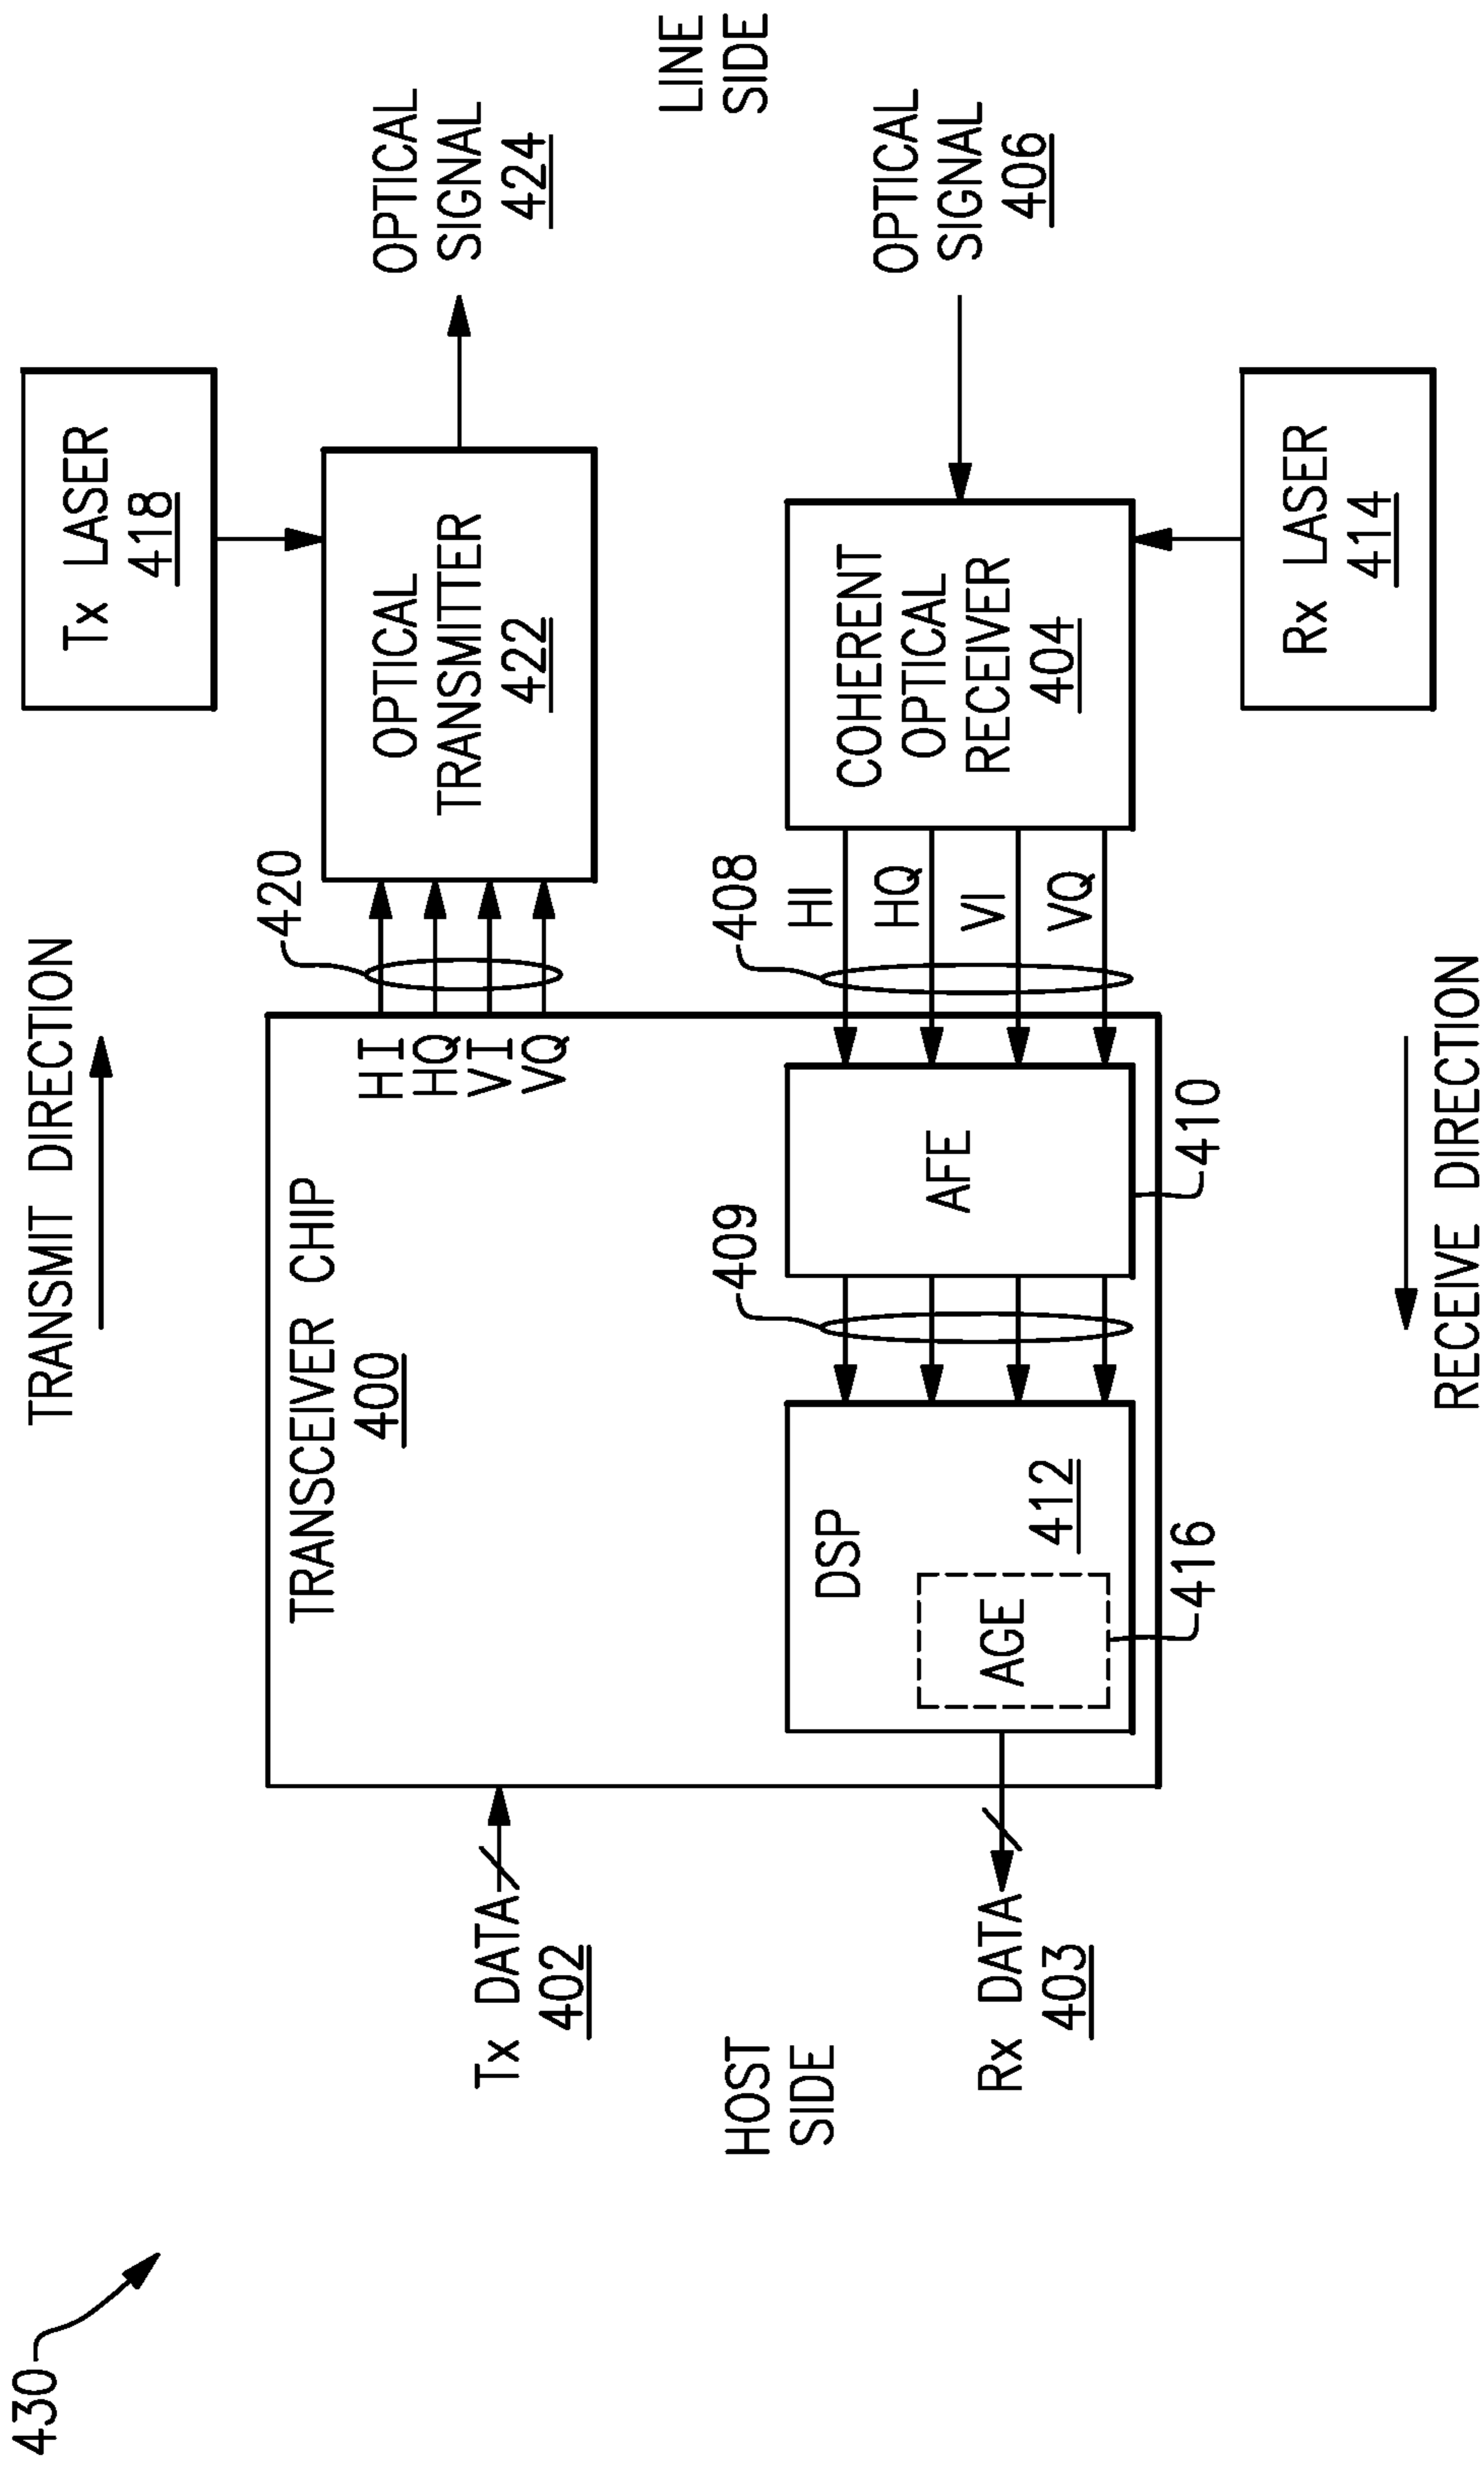 430
TRANSMIT DIRECTION
Tx LASER
418
TRANSCEIVER CHIP
400
420
HI
HQ
VI
VQ
OPTICAL
TRANSMITTER
422
OPTICAL
SIGNAL
424
Tx DATA
402
HOST
SIDE
LINE
SIDE
Rx DATA
403
DSP
412
AGE
416
409
AFE
410
408
HI
HQ
VI
VQ
COHERENT
OPTICAL
RECEIVER
404
OPTICAL
SIGNAL
406
Rx LASER
414
RECEIVE DIRECTION